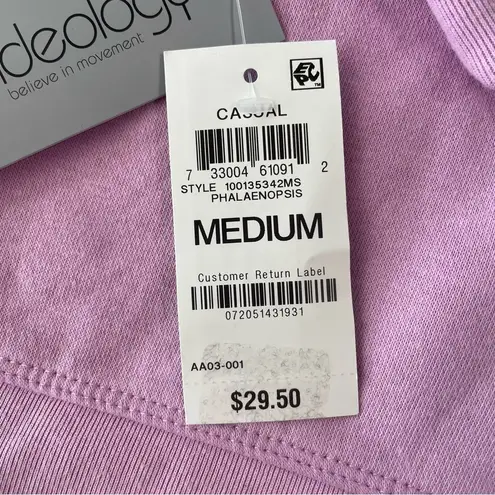 ideology
believe in movement
EPC™
CASUAL
7 33004 61091 2
STYLE 100135342MS
PHALAENOPSIS
MEDIUM
Customer Return Label
072051431931
AA03-001
$29.50